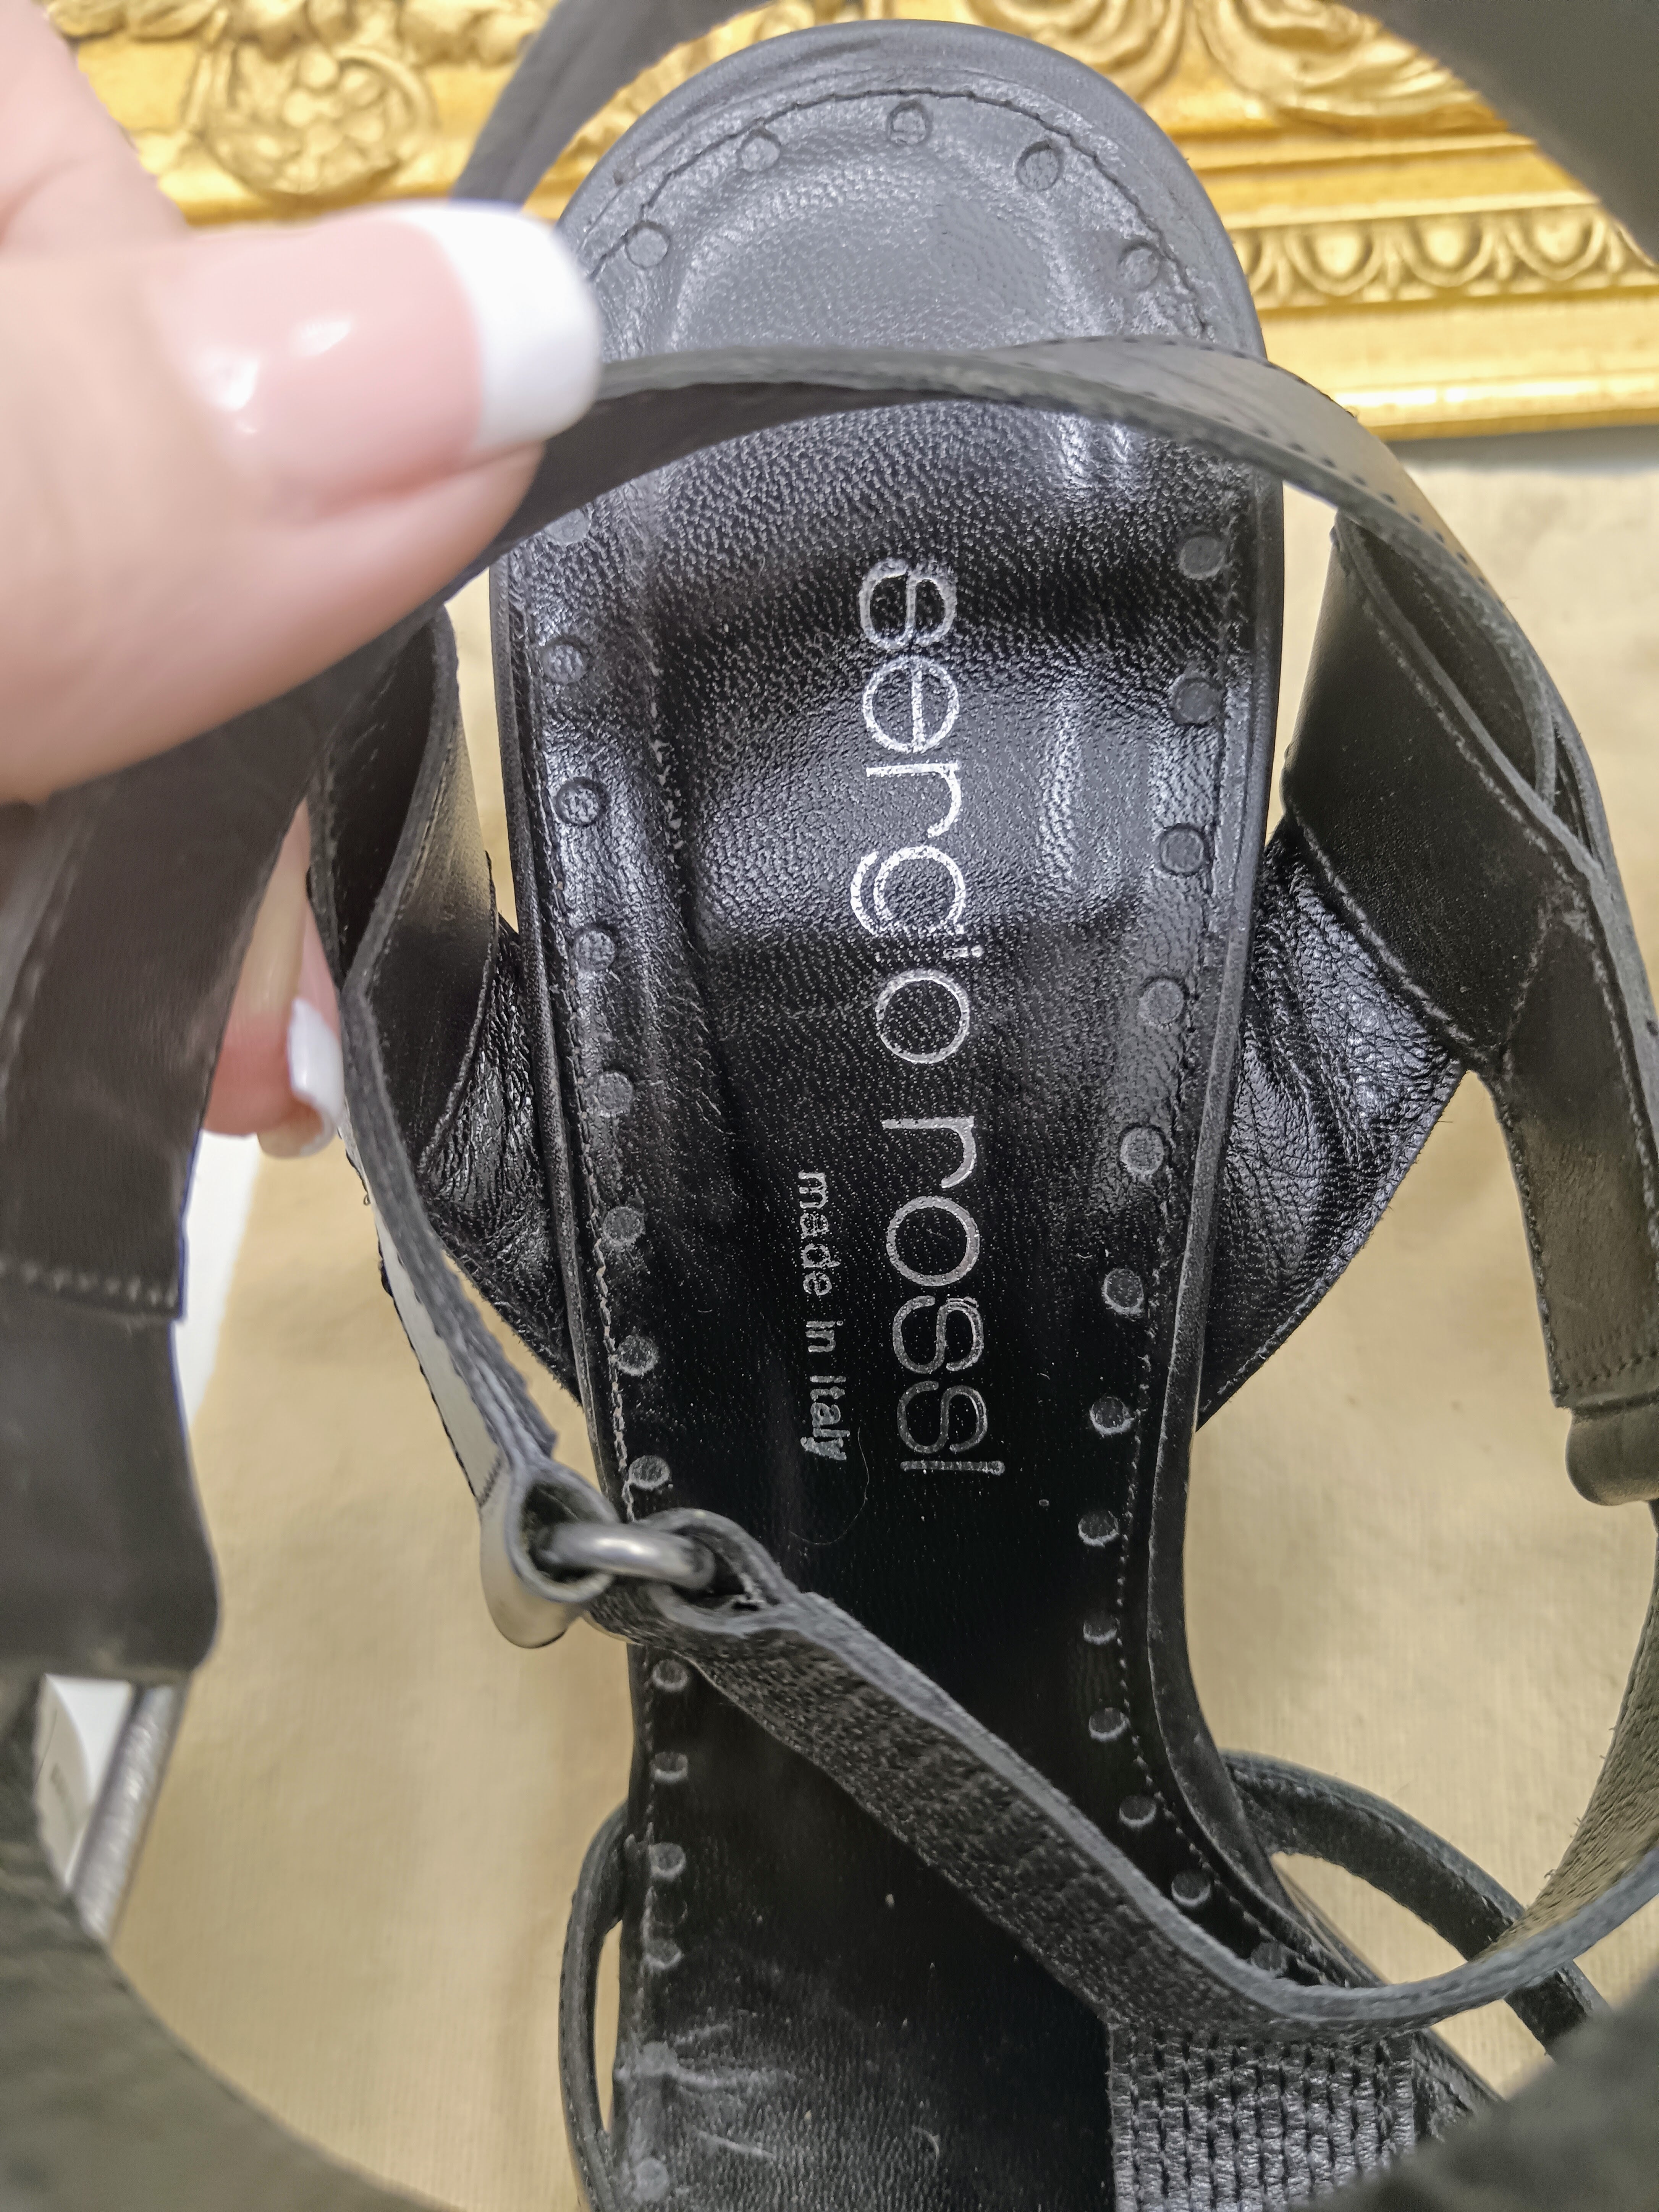 sergio rossi
made in Italy